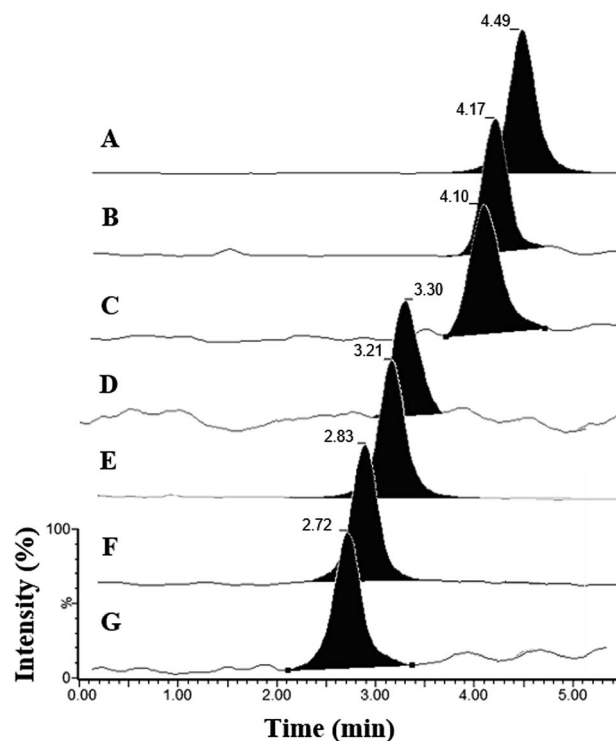 4.49
A
4.17
B
4.10
C
3.30
D
3.21
E
2.83
F
2.72
G
100
%
0
Intensity (%)
0.00 1.00 2.00 3.00 4.00 5.00
Time (min)